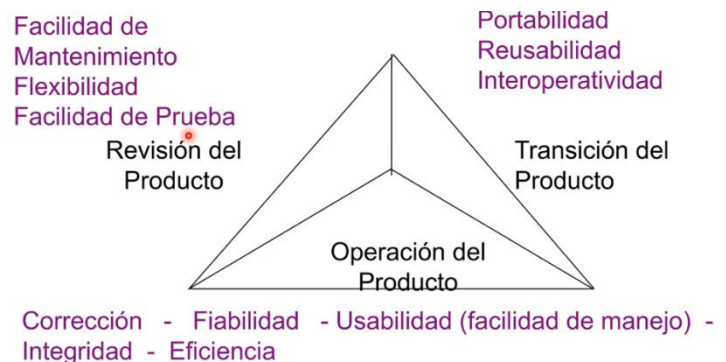 Facilidad de
Mantenimiento
Flexibilidad
Facilidad de Prueba
Portabilidad
Reusabilidad
Interoperatividad
Revisión del
Producto
Transición del
Producto
Operación del
Producto
Corrección - Fiabilidad - Usabilidad (facilidad de manejo) -
Integridad - Eficiencia